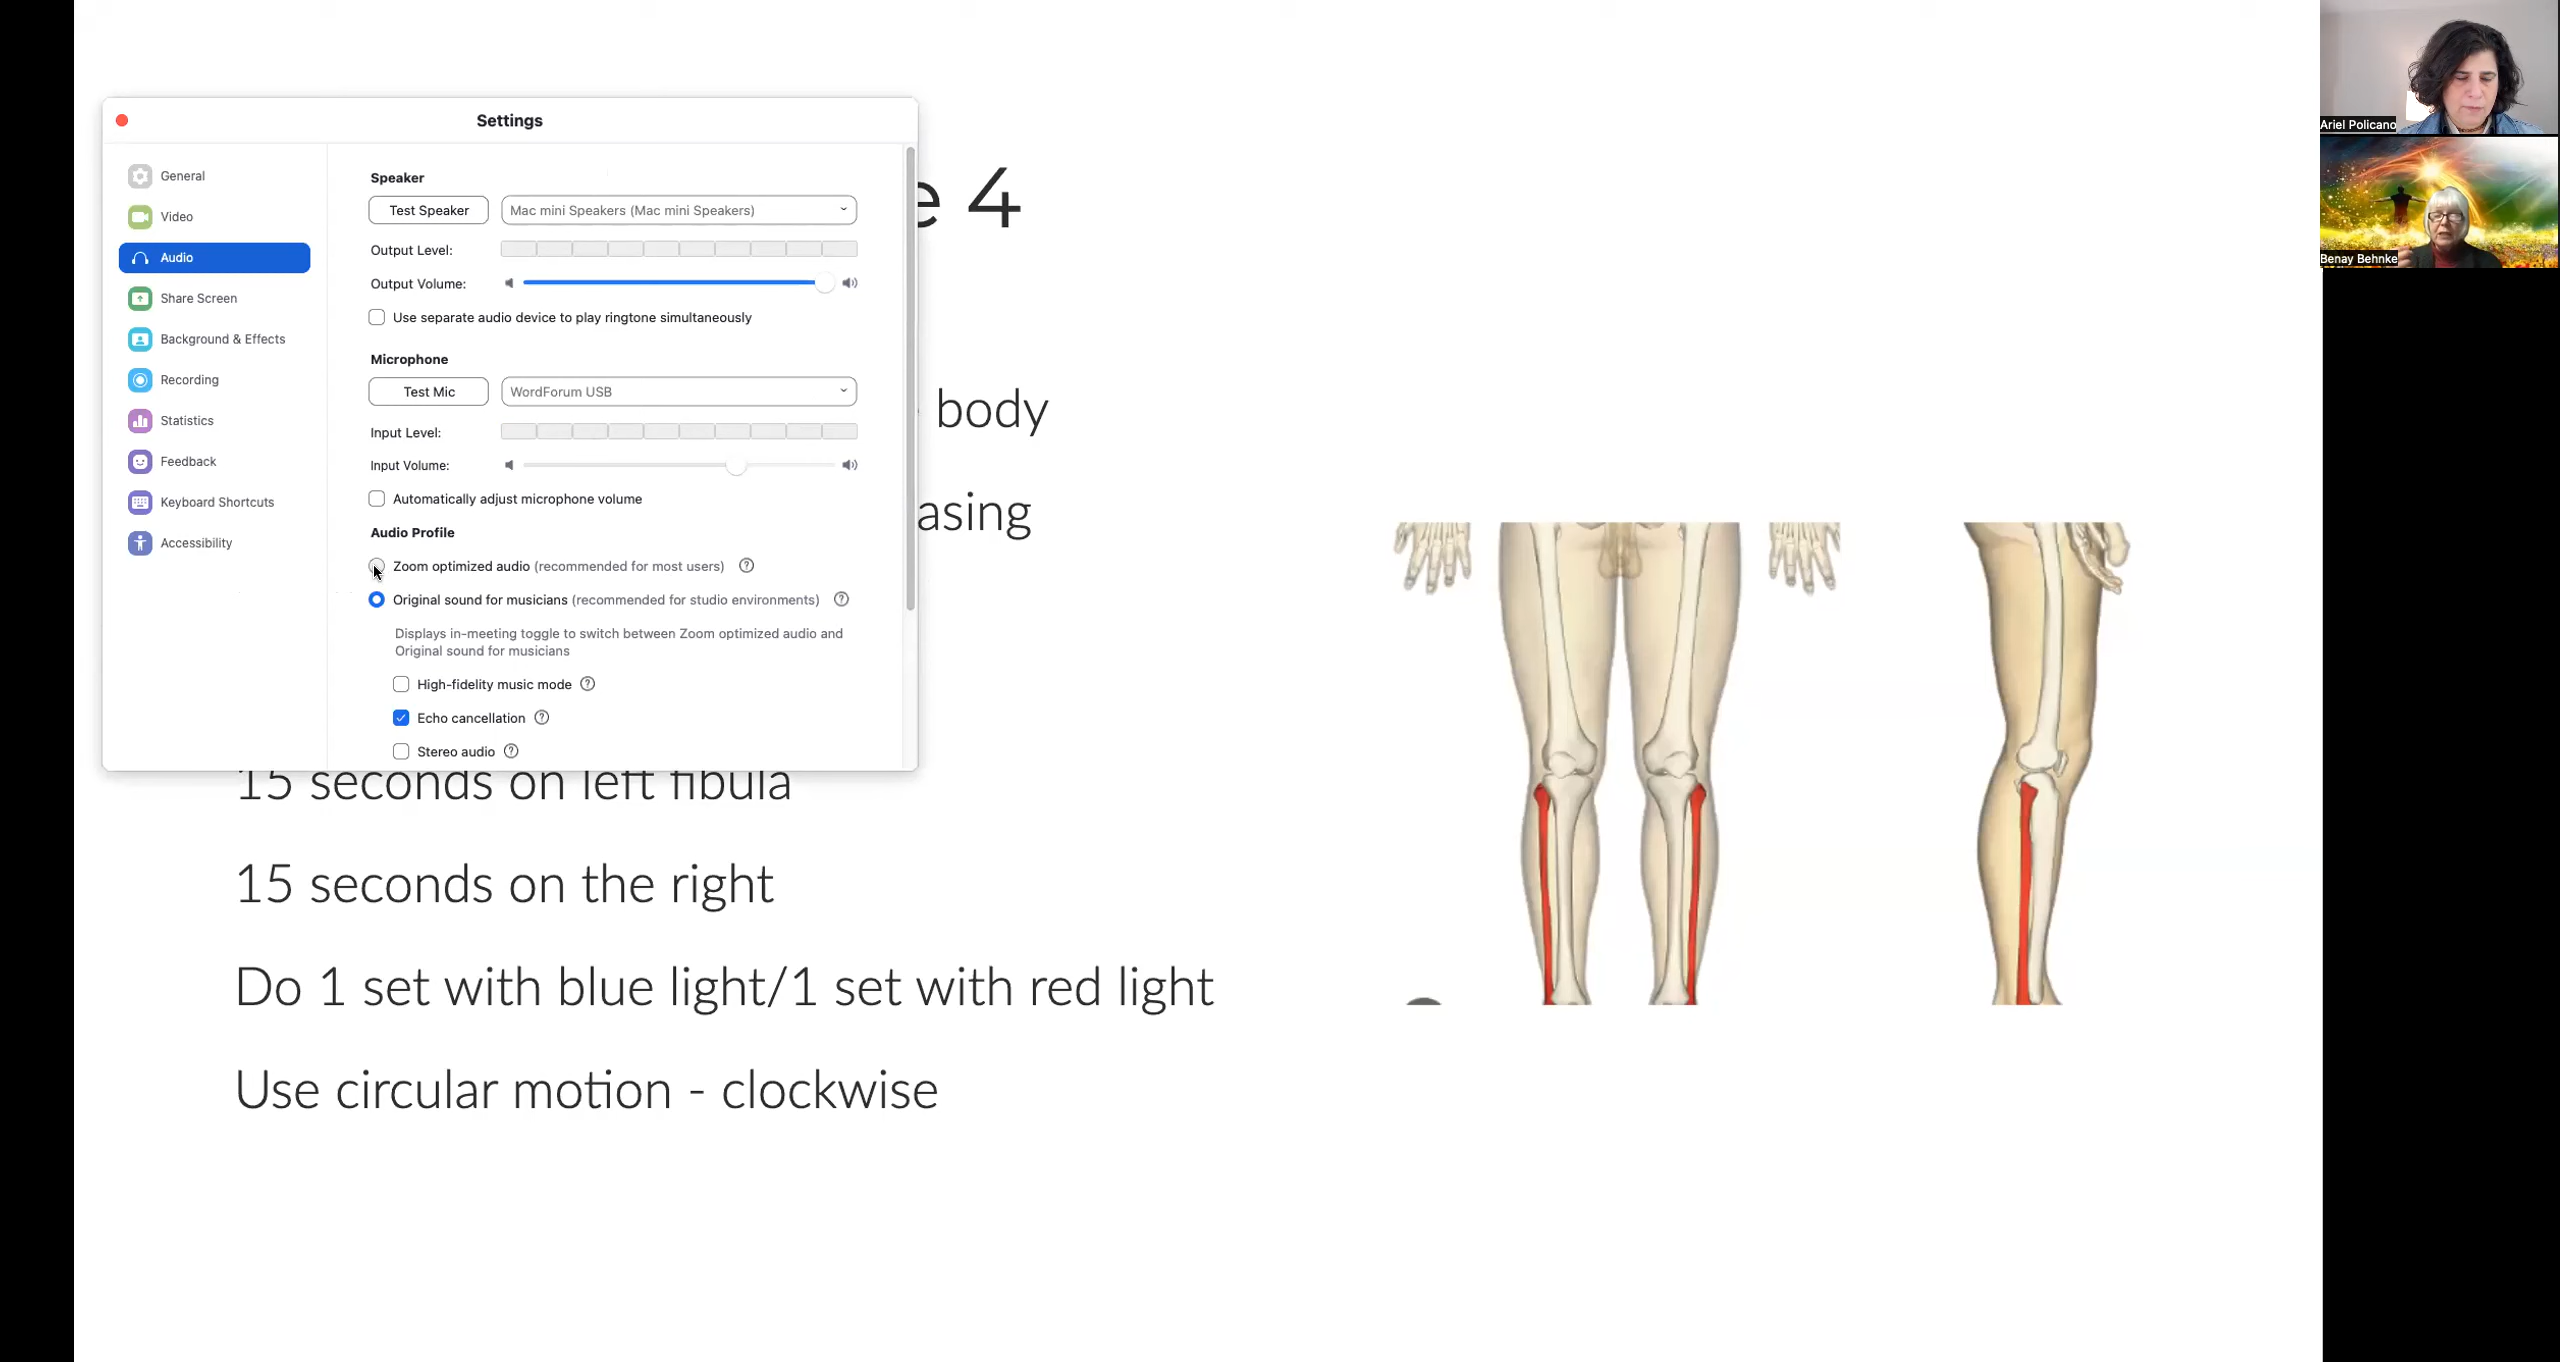 Settings
General
Video
Audio
Share Screen
Background & Effects
Recording
Statistics
Feedback
Keyboard Shortcuts
Accessibility
Speaker
Test Speaker
Mac mini Speakers (Mac mini Speakers)
Output Level:
Output Volume:
Use separate audio device to play ringtone simultaneously
Microphone
Test Mic
WordForum USB
Input Level:
Input Volume:
Automatically adjust microphone volume
Audio Profile
Zoom optimized audio (recommended for most users) ?
Original sound for musicians (recommended for studio environments) ?
Displays in-meeting toggle to switch between Zoom optimized audio and
Original sound for musicians
High-fidelity music mode ?
Echo cancellation ?
Stereo audio ?
e 4
body
asing
15 seconds on left fibula
15 seconds on the right
Do 1 set with blue light/1 set with red light
Use circular motion - clockwise
Ariel Policano
Benay Behnke